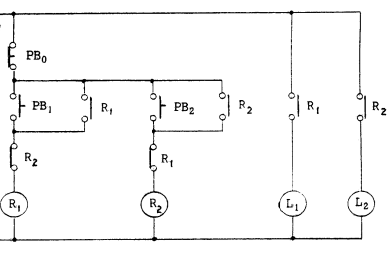 PB₀
PB₁ R₁ PB₂ R₂ R₁ R₂
R₂ R₁
R₁ R₂ L₁ L₂